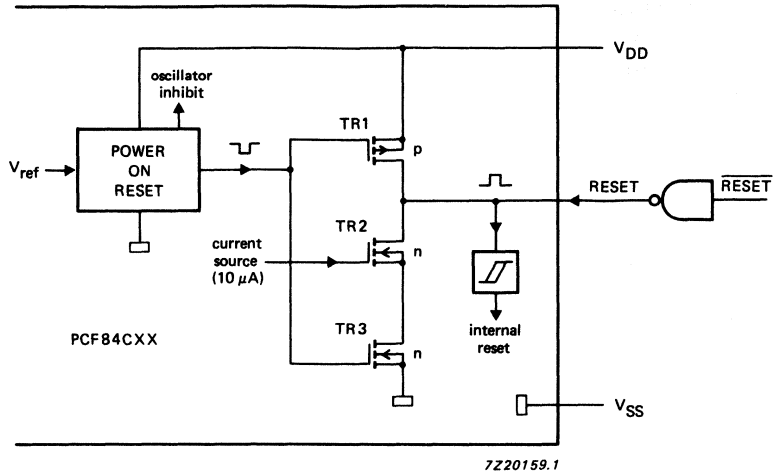 V_DD
oscillator
inhibit
TR1
p
POWER
ON
RESET
V_ref
RESET
R̅E̅S̅E̅T̅
TR2
n
current
source
(10 µA)
TR3
n
internal
reset
PCF84CXX
V_SS
7Z20159.1